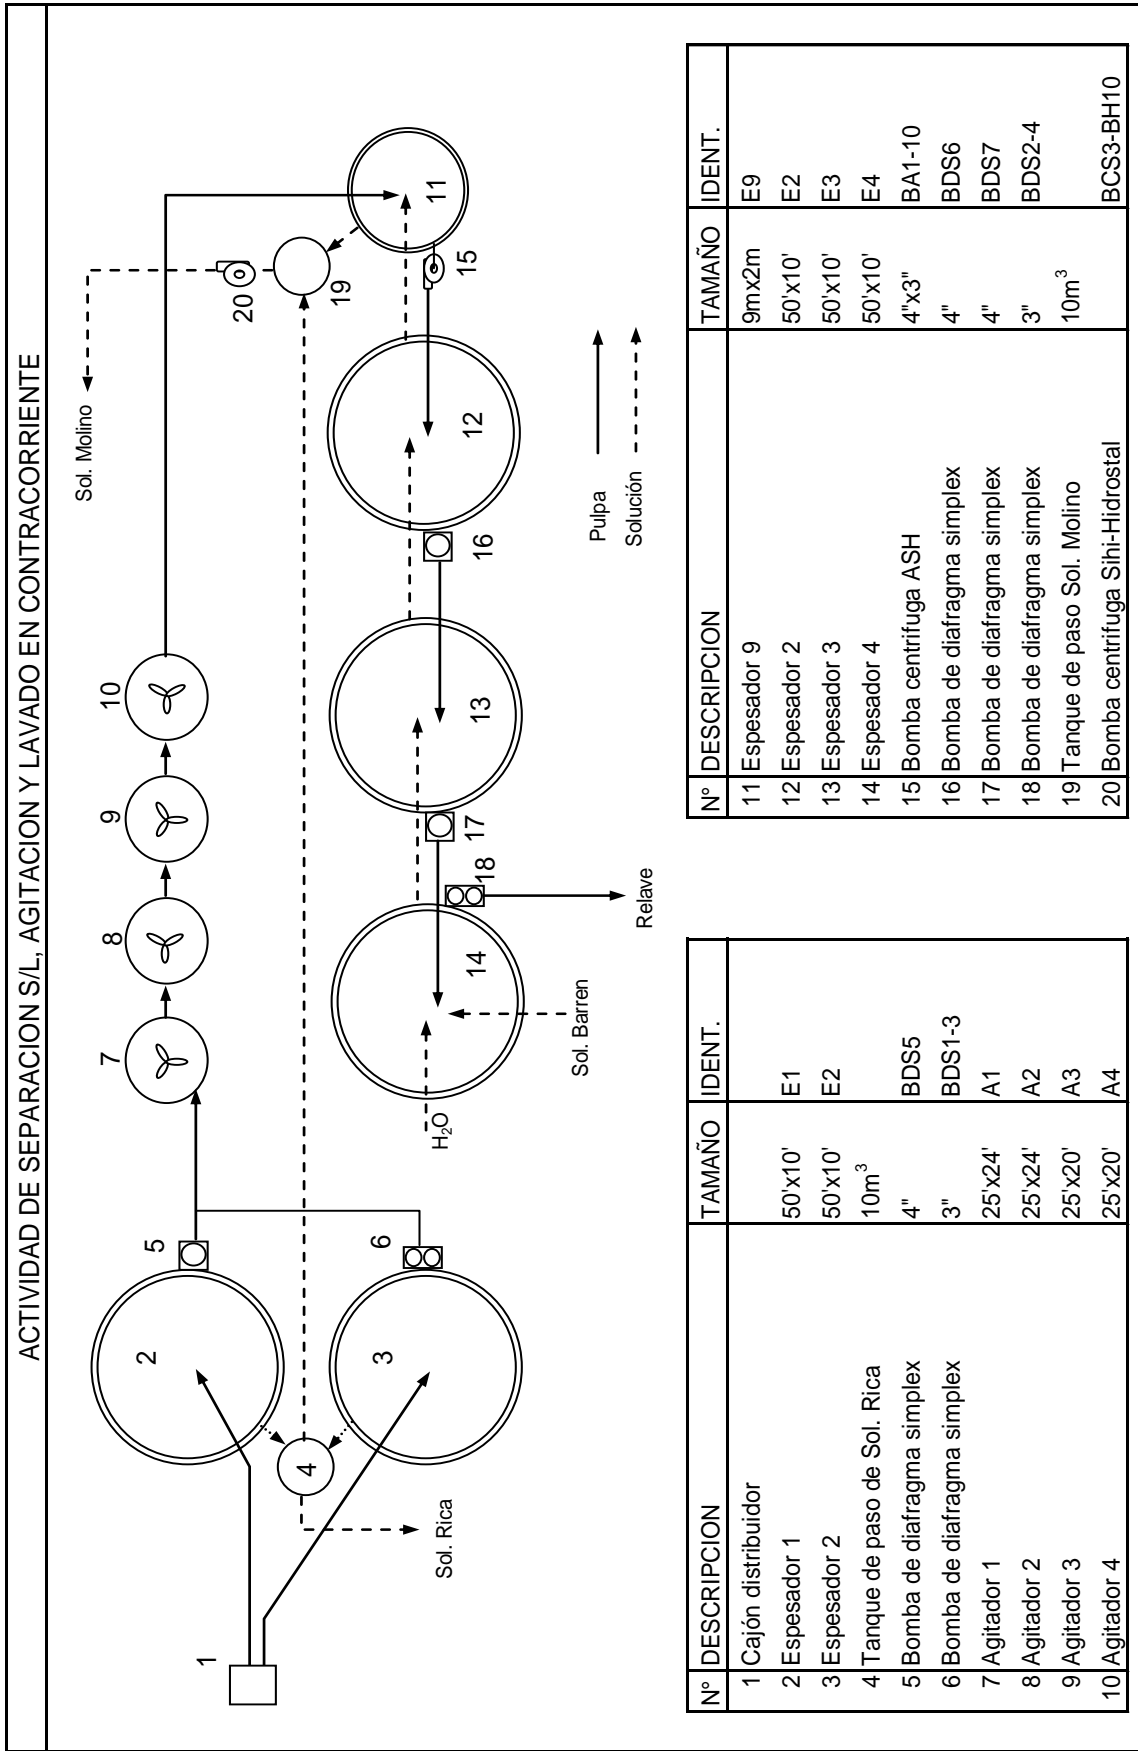 ACTIVIDAD DE SEPARACION S/L, AGITACION Y LAVADO EN CONTRACORRIENTE
Sol. Molino
1
2
3
4
5
6
7
8
9
10
11
12
13
14
15
16
17
18
19
20
Sol. Rica
H₂O
Sol. Barren
Relave
Pulpa
Solución
N° DESCRIPCION TAMAÑO IDENT.
1 Cajón distribuidor
2 Espesador 1 50'x10' E1
3 Espesador 2 50'x10' E2
4 Tanque de paso de Sol. Rica 10m³
5 Bomba de diafragma simplex 4" BDS5
6 Bomba de diafragma simplex 3" BDS1-3
7 Agitador 1 25'x24' A1
8 Agitador 2 25'x24' A2
9 Agitador 3 25'x20' A3
10 Agitador 4 25'x20' A4
N° DESCRIPCION TAMAÑO IDENT.
11 Espesador 9 9mx2m E9
12 Espesador 2 50'x10' E2
13 Espesador 3 50'x10' E3
14 Espesador 4 50'x10' E4
15 Bomba centrifuga ASH 4"x3" BA1-10
16 Bomba de diafragma simplex 4" BDS6
17 Bomba de diafragma simplex 4" BDS7
18 Bomba de diafragma simplex 3" BDS2-4
19 Tanque de paso Sol. Molino 10m³
20 Bomba centrifuga Sihi-Hidrostal BCS3-BH10